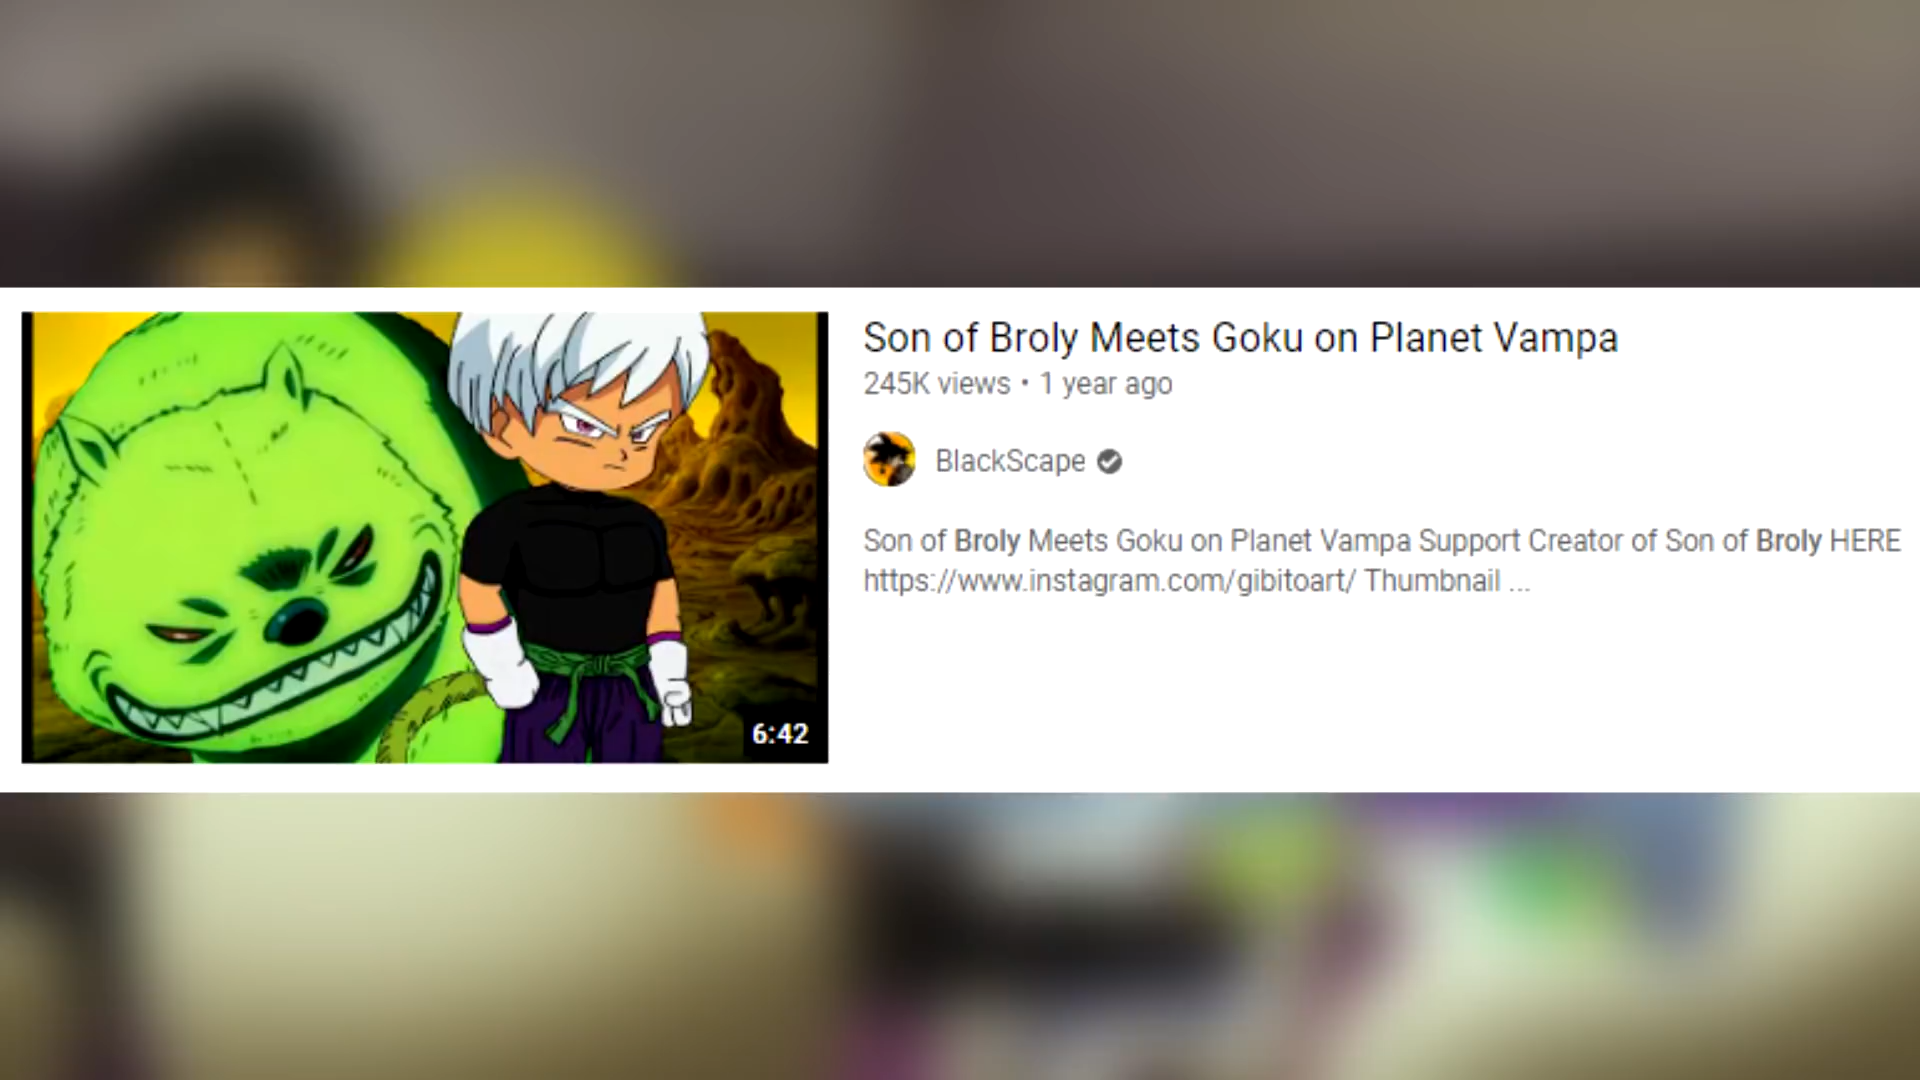 Son of Broly Meets Goku on Planet Vampa
245K views • 1 year ago
BlackScape
Son of Broly Meets Goku on Planet Vampa Support Creator of Son of Broly HERE
https://www.instagram.com/gibitoart/ Thumbnail ...
6:42